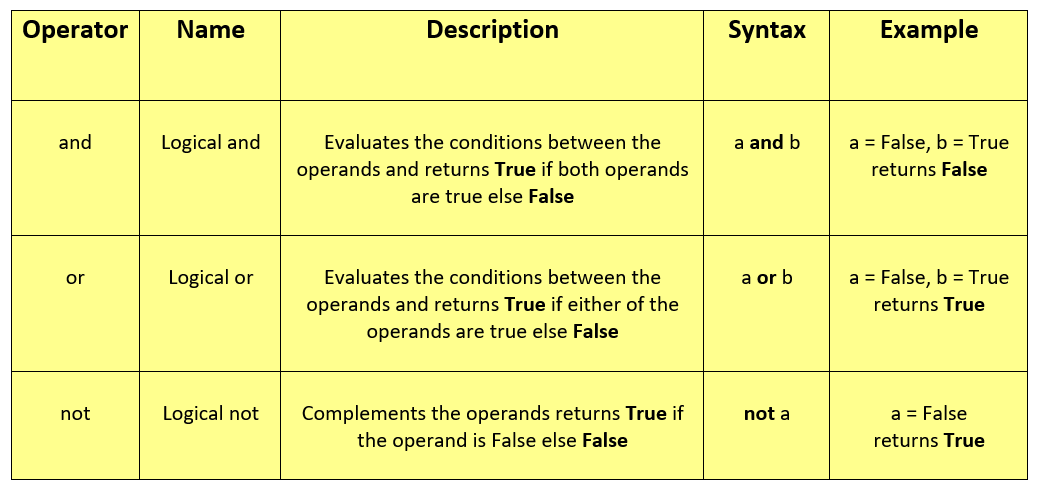 Operator Name Description Syntax Example
and
Logical and
Evaluates the conditions between the
operands and returns True if both operands
are true else False
a and b
a = False, b = True
returns False
or
Logical or
Evaluates the conditions between the
operands and returns True if either of the
operands are true else False
a or b
a = False, b = True
returns True
not
Logical not
Complements the operands returns True if
the operand is False else False
not a
a = False
returns True